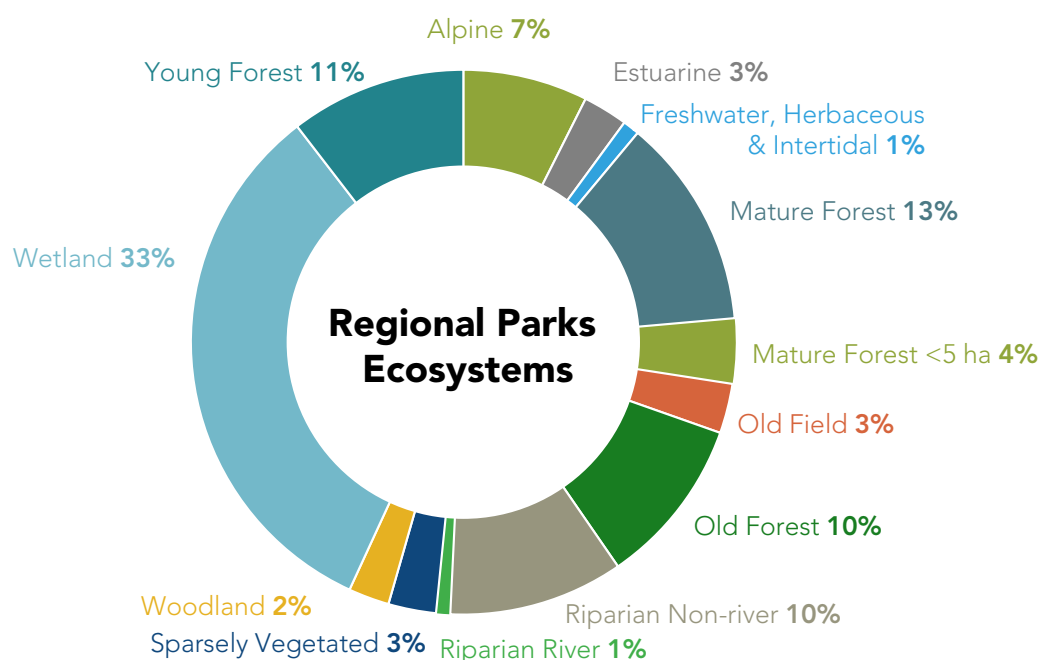 Alpine 7%
Young Forest 11%
Estuarine 3%
Freshwater, Herbaceous
& Intertidal 1%
Mature Forest 13%
Wetland 33%
Regional Parks
Ecosystems
Mature Forest <5 ha 4%
Old Field 3%
Old Forest 10%
Woodland 2%
Riparian Non-river 10%
Sparsely Vegetated 3%
Riparian River 1%